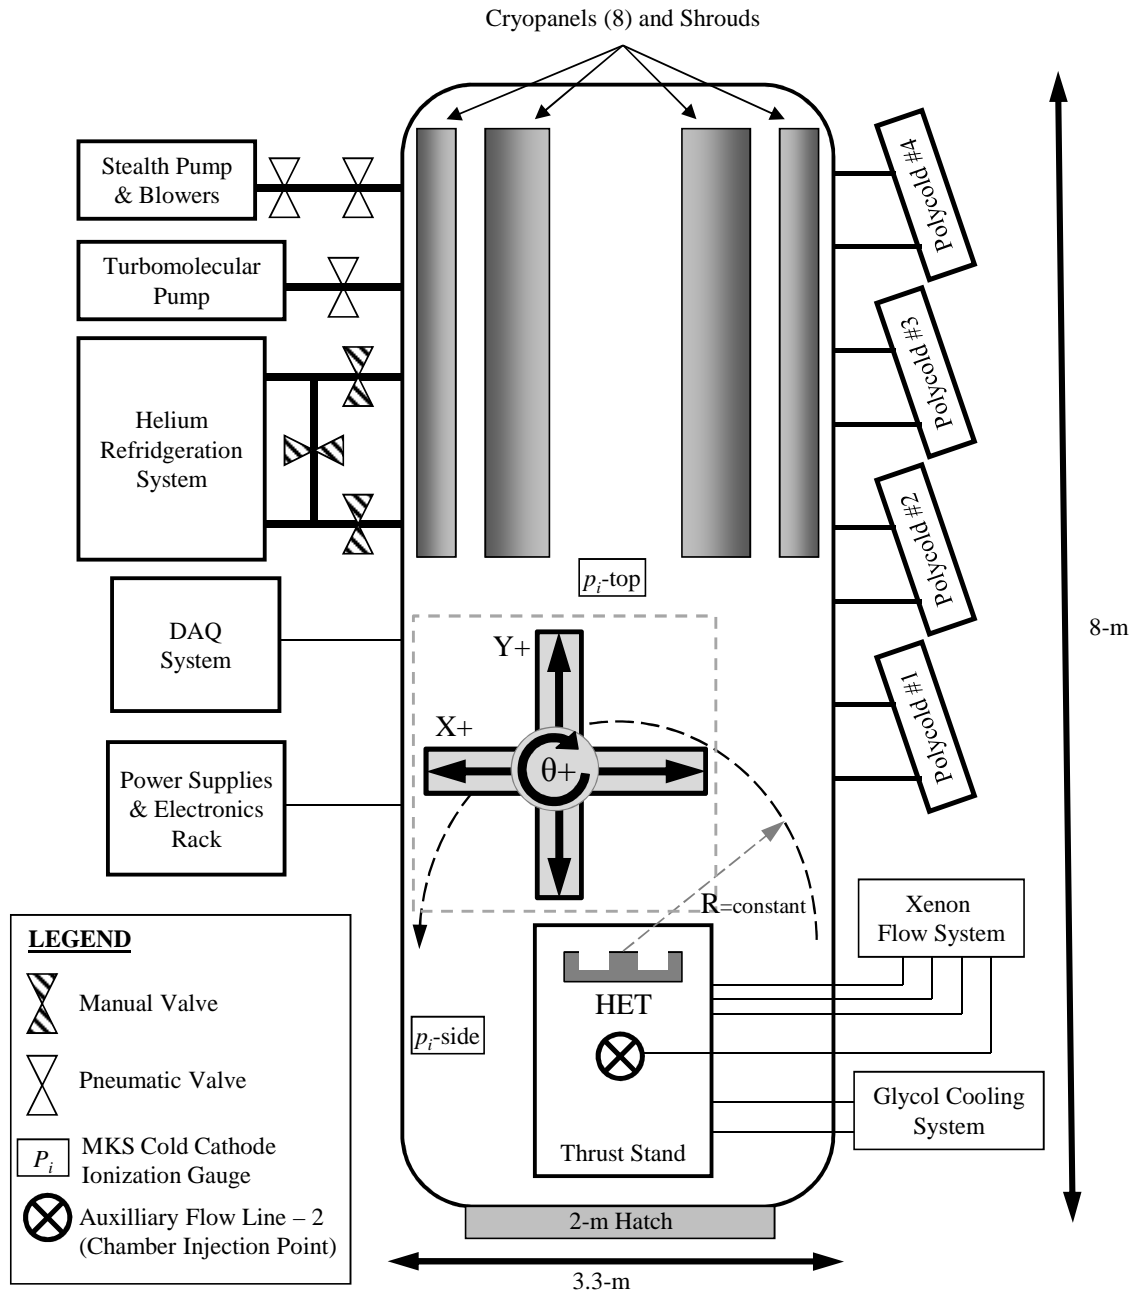 Cryopanels (8) and Shrouds
Stealth Pump
& Blowers
Turbomolecular
Pump
Helium
Refridgeration
System
DAQ
System
Power Supplies
& Electronics
Rack
Polycold #4
Polycold #3
Polycold #2
Polycold #1
8-m
pi-top
Y+
X+
θ+
R=constant
HET
pi-side
Thrust Stand
Xenon
Flow System
Glycol Cooling
System
2-m Hatch
3.3-m
LEGEND
Manual Valve
Pneumatic Valve
Pi
MKS Cold Cathode
Ionization Gauge
Auxilliary Flow Line – 2
(Chamber Injection Point)